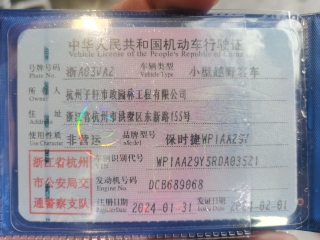 中华人民共和国机动车行驶证
Vehicle License of the People's Republic of China
号牌号码 浙A03VAZ 车辆类型 小型越野客车
Plate No. Vehicle Type
所有人 杭州子轩市政园林工程有限公司
Owner
住址 浙江省杭州市拱墅区东新路155号
使用性质 非营运 品牌型号 保时捷WP1AA297
Use Character Model
浙江省杭州市公安局交通警察支队
车辆识别代号 WP1AA29Y5RDA03521
发动机号码 DCB689068
Engine No.
注册日期 2024-01-31 发证日期 2024-02-01
Register Date Issue Date